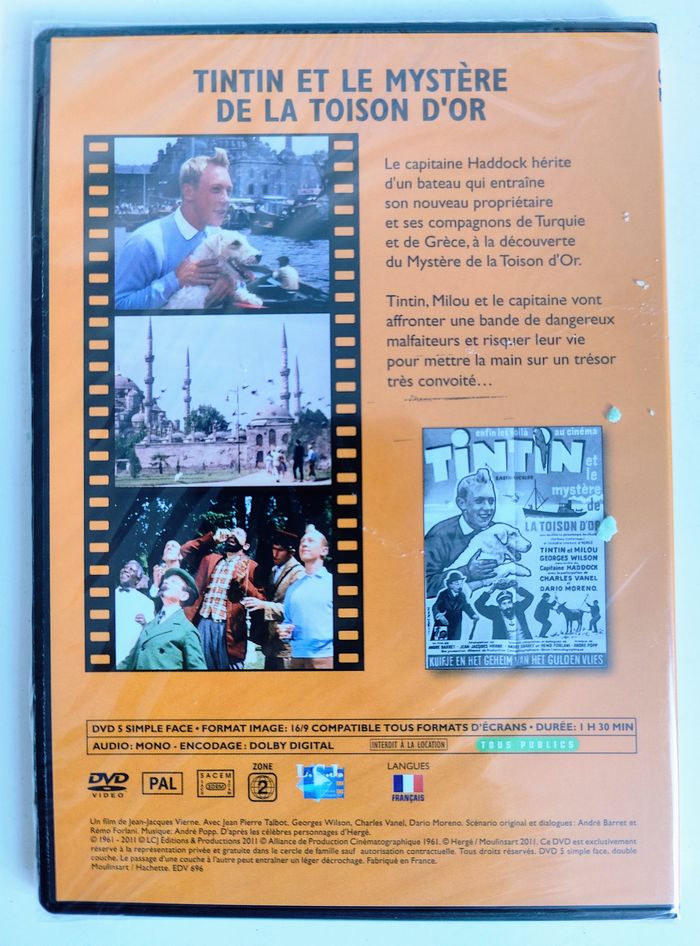 TINTIN ET LE MYSTÈRE
DE LA TOISON D'OR
Le capitaine Haddock hérite
d'un bateau qui entraîne
son nouveau propriétaire
et ses compagnons de Turquie
et de Grèce, à la découverte
du Mystère de la Toison d'Or.
Tintin, Milou et le capitaine vont
affronter une bande de dangereux
malfaiteurs et risquer leur vie
pour mettre la main sur un trésor
très convoité...
enfin les voilà au cinéma
TINTIN et
le
mystère
de
LA TOISON D'OR
TINTIN et MILOU
GEORGES WILSON
Capitaine HADDOCK
CHARLES VANEL
DARIO MORENO
KUIFJE EN HET GEHEIM VAN HET GULDEN VLIES
DVD 5 SIMPLE FACE • FORMAT IMAGE: 16/9 COMPATIBLE TOUS FORMATS D'ÉCRANS • DURÉE: 1 H 30 MIN
AUDIO: MONO - ENCODAGE: DOLBY DIGITAL INTERDIT À LA LOCATION TOUS PUBLICS
DVD
VIDEO
PAL
SACEM
SDRM
ZONE
2
LCJ
LANGUES
FRANÇAIS
Un film de Jean-Jacques Vierne. Avec Jean Pierre Talbot, Georges Wilson, Charles Vanel, Dario Moreno. Scénario original et dialogues: André Barret et
Rémo Forlani. Musique: André Popp. D'après les célèbres personnages d'Hergé.
© 1961 - 2011 © LCJ Éditions & Productions 2011 © Alliance de Production Cinématographique 1961. © Hergé / Moulinsart 2011. Ce DVD est exclusivement
réservé à la représentation privée et gratuite dans le cercle de famille sauf autorisation contractuelle. Tous droits réservés. DVD 5 simple face, double
couche. Le passage d'une couche à l'autre peut entraîner un léger décrochage. Fabriqué en France.
Moulinsart / Hachette. EDV 696